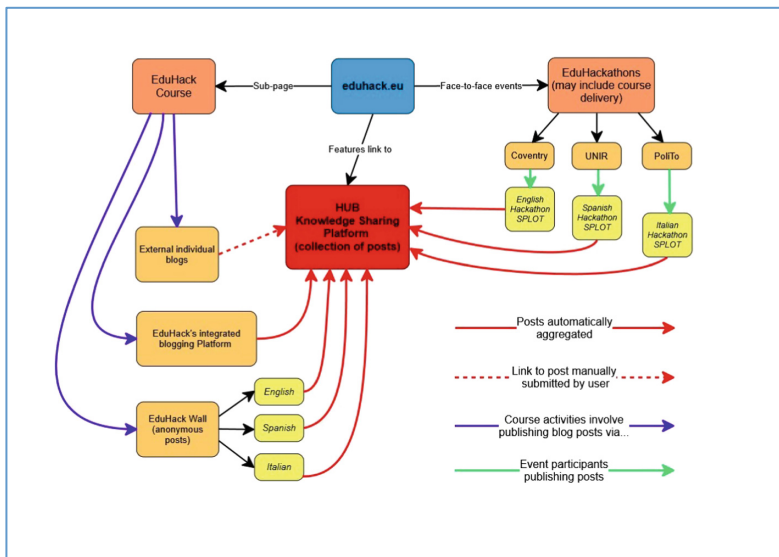 EduHack
Course
Sub-page
eduhack.eu
Face-to-face events
EduHackathons
(may include course
delivery)
Features link to
Coventry
UNIR
PoliTo
English
Hackathon
SPLOT
Spanish
Hackathon
SPLOT
Italian
Hackathon
SPLOT
HUB
Knowledge Sharing
Platform
(collection of posts)
External individual
blogs
EduHack's integrated
blogging Platform
EduHack Wall
(anonymous
posts)
English
Spanish
Italian
Posts automatically
aggregated
Link to post manually
submitted by user
Course activities involve
publishing blog posts via...
Event participants
publishing posts